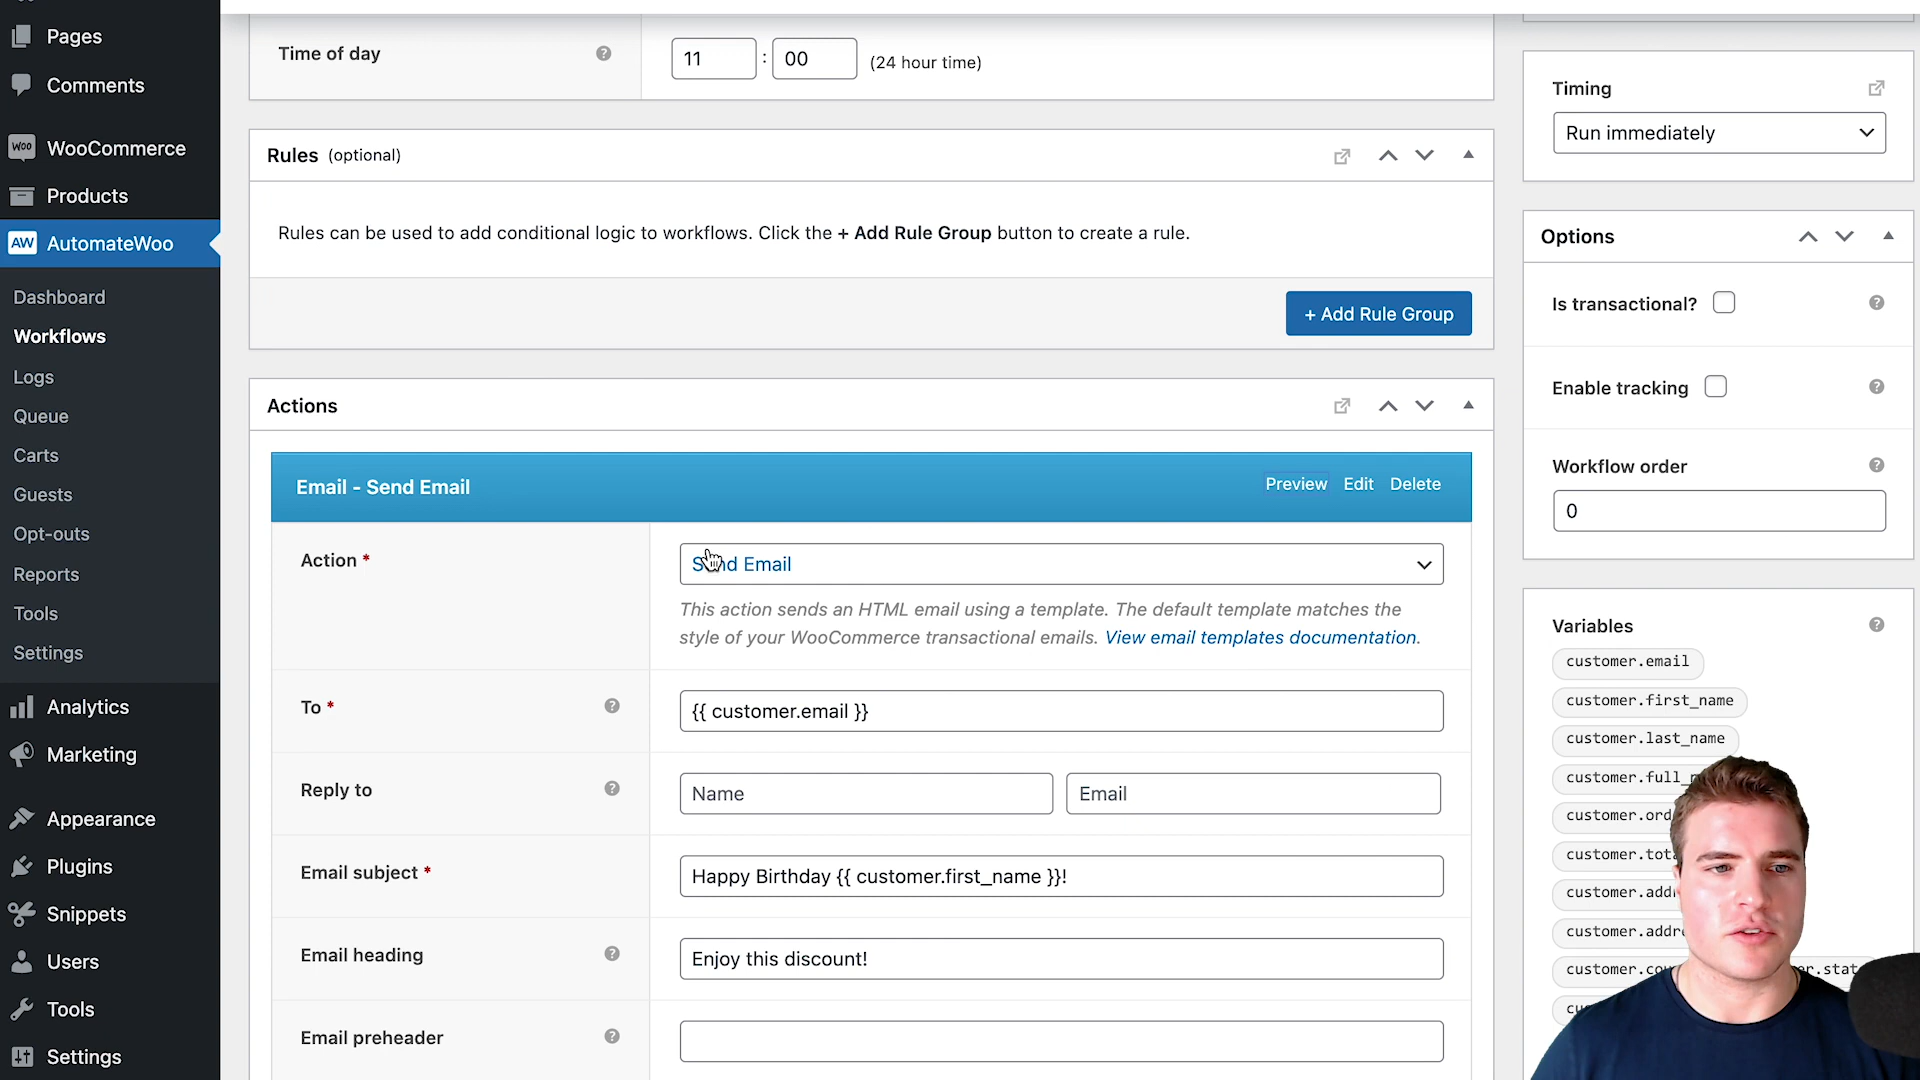 Pages
Comments
WooCommerce
Products
AW AutomateWoo
Dashboard
Workflows
Logs
Queue
Carts
Guests
Opt-outs
Reports
Tools
Settings
Analytics
Marketing
Appearance
Plugins
Snippets
Users
Tools
Settings
Time of day
11 : 00 (24 hour time)
Rules (optional)
Rules can be used to add conditional logic to workflows. Click the + Add Rule Group button to create a rule.
+ Add Rule Group
Actions
Email - Send Email
Preview Edit Delete
Action *
Send Email
This action sends an HTML email using a template. The default template matches the
style of your WooCommerce transactional emails. View email templates documentation.
To *
{{ customer.email }}
Reply to
Name
Email
Email subject *
Happy Birthday {{ customer.first_name }}!
Email heading
Enjoy this discount!
Email preheader
Timing
Run immediately
Options
Is transactional?
Enable tracking
Workflow order
0
Variables
customer.email
customer.first_name
customer.last_name